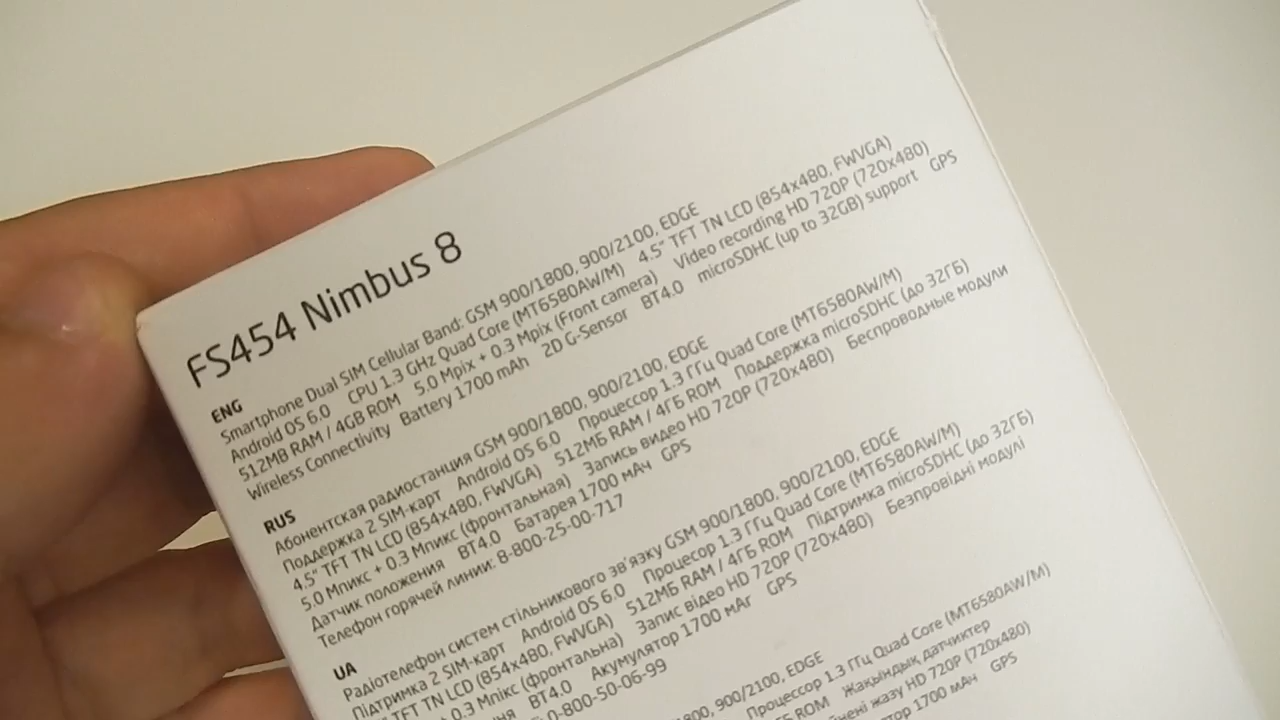 FS454 Nimbus 8
ENG
Smartphone Dual SIM Cellular Band: GSM 900/1800, 900/2100, EDGE
Android OS 6.0 CPU 1.3 GHz Quad Core (MT6580AW/M) 4.5” TFT TN LCD (854x480, FWVGA)
512MB RAM / 4GB ROM 5.0 Mpix + 0.3 Mpix (Front camera) Video recording HD 720P (720x480)
Wireless Connectivity Battery 1700 mAh 2D G-Sensor BT4.0 microSDHC (up to 32GB) support GPS
RUS
Абонентская радиостанция GSM 900/1800, 900/2100, EDGE
Поддержка 2 SIM-карт Android OS 6.0 Процессор 1.3 ГГц Quad Core (MT6580AW/M)
4.5” TFT TN LCD (854x480, FWVGA) 512МБ RAM / 4ГБ ROM Поддержка microSDHC (до 32ГБ)
5.0 Мпикс + 0.3 Мпикс (фронтальная) Запись видео HD 720P (720x480) Беспроводные модули
Датчик положения BT4.0 Батарея 1700 мАч GPS
Телефон горячей линии: 8-800-25-00-717
UA
Радіотелефон систем стільникового зв'язку GSM 900/1800, 900/2100, EDGE
Підтримка 2 SIM-карт Android OS 6.0 Процесор 1.3 ГГц Quad Core (MT6580AW/M)
TFT TN LCD (854x480, FWVGA) 512МБ RAM / 4ГБ ROM Підтримка microSDHC (до 32ГБ)
0.3 Мпікс (фронтальна) Запис відео HD 720P (720x480) Безпровідні модулі
BT4.0 Акумулятор 1700 мАг GPS
0-800-50-06-99
900/2100, EDGE
Процессор 1.3 ГГц Quad Core (MT6580AW/M)
ROM Жақындық датчиктер
жазу HD 720P (720x480)
1700 мАч GPS